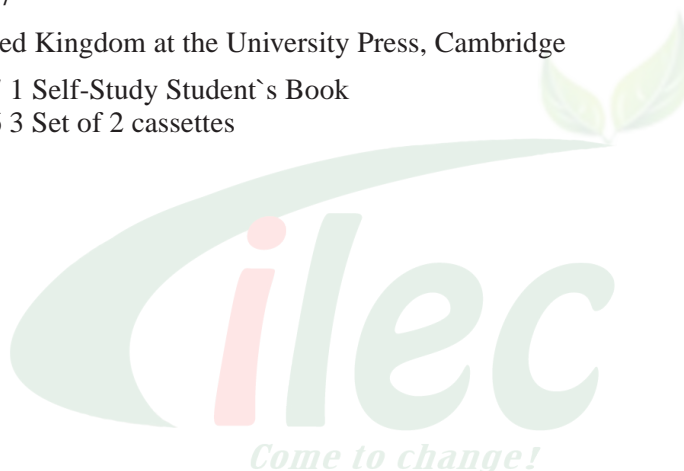 ed Kingdom at the University Press, Cambridge
1 Self-Study Student`s Book
3 Set of 2 cassettes
ilec
Come to change!